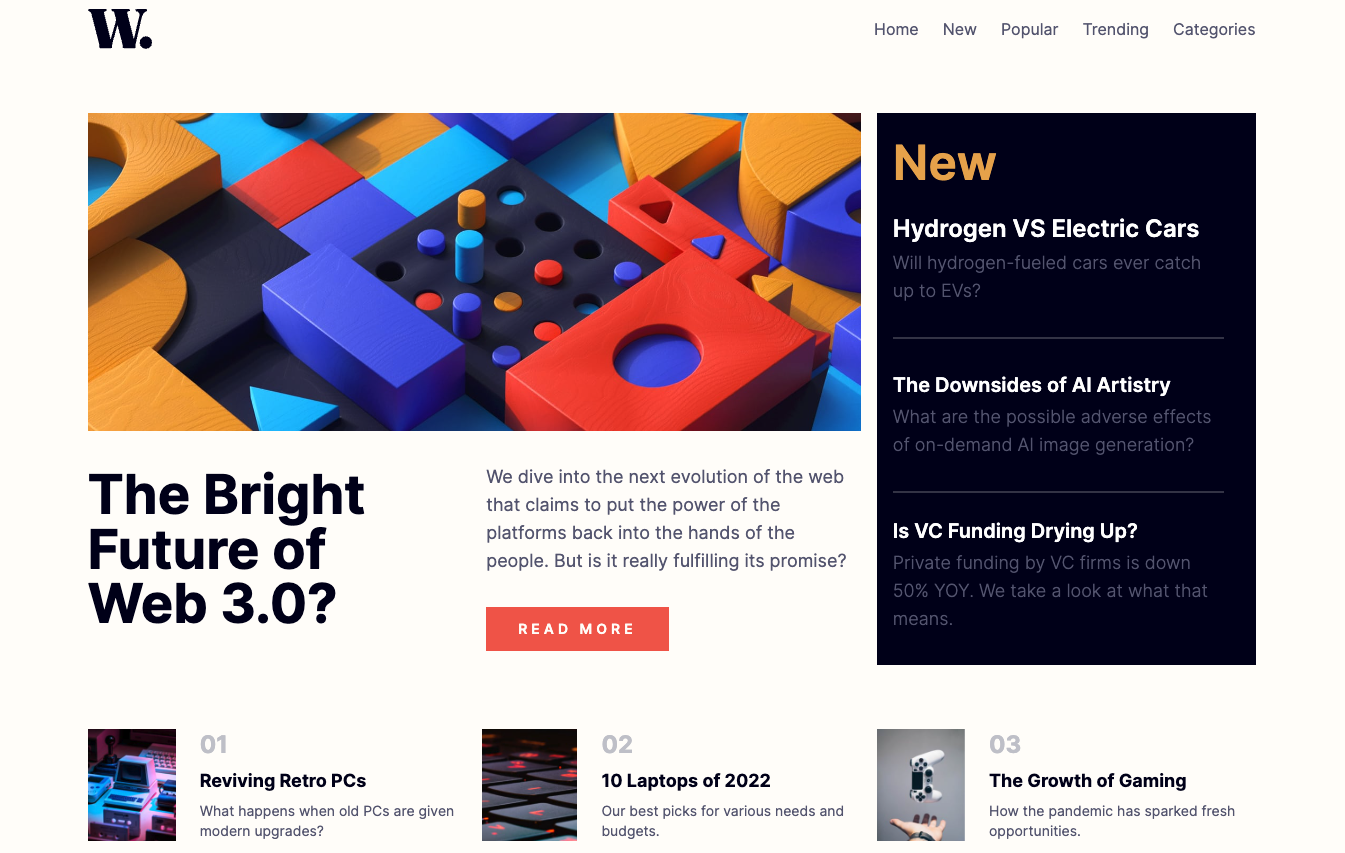 W.
Home New Popular Trending Categories
New
Hydrogen VS Electric Cars
Will hydrogen-fueled cars ever catch
up to EVs?
The Downsides of AI Artistry
What are the possible adverse effects
of on-demand AI image generation?
Is VC Funding Drying Up?
Private funding by VC firms is down
50% YOY. We take a look at what that
means.
The Bright
Future of
Web 3.0?
We dive into the next evolution of the web
that claims to put the power of the
platforms back into the hands of the
people. But is it really fulfilling its promise?
READ MORE
01
Reviving Retro PCs
What happens when old PCs are given
modern upgrades?
02
10 Laptops of 2022
Our best picks for various needs and
budgets.
03
The Growth of Gaming
How the pandemic has sparked fresh
opportunities.